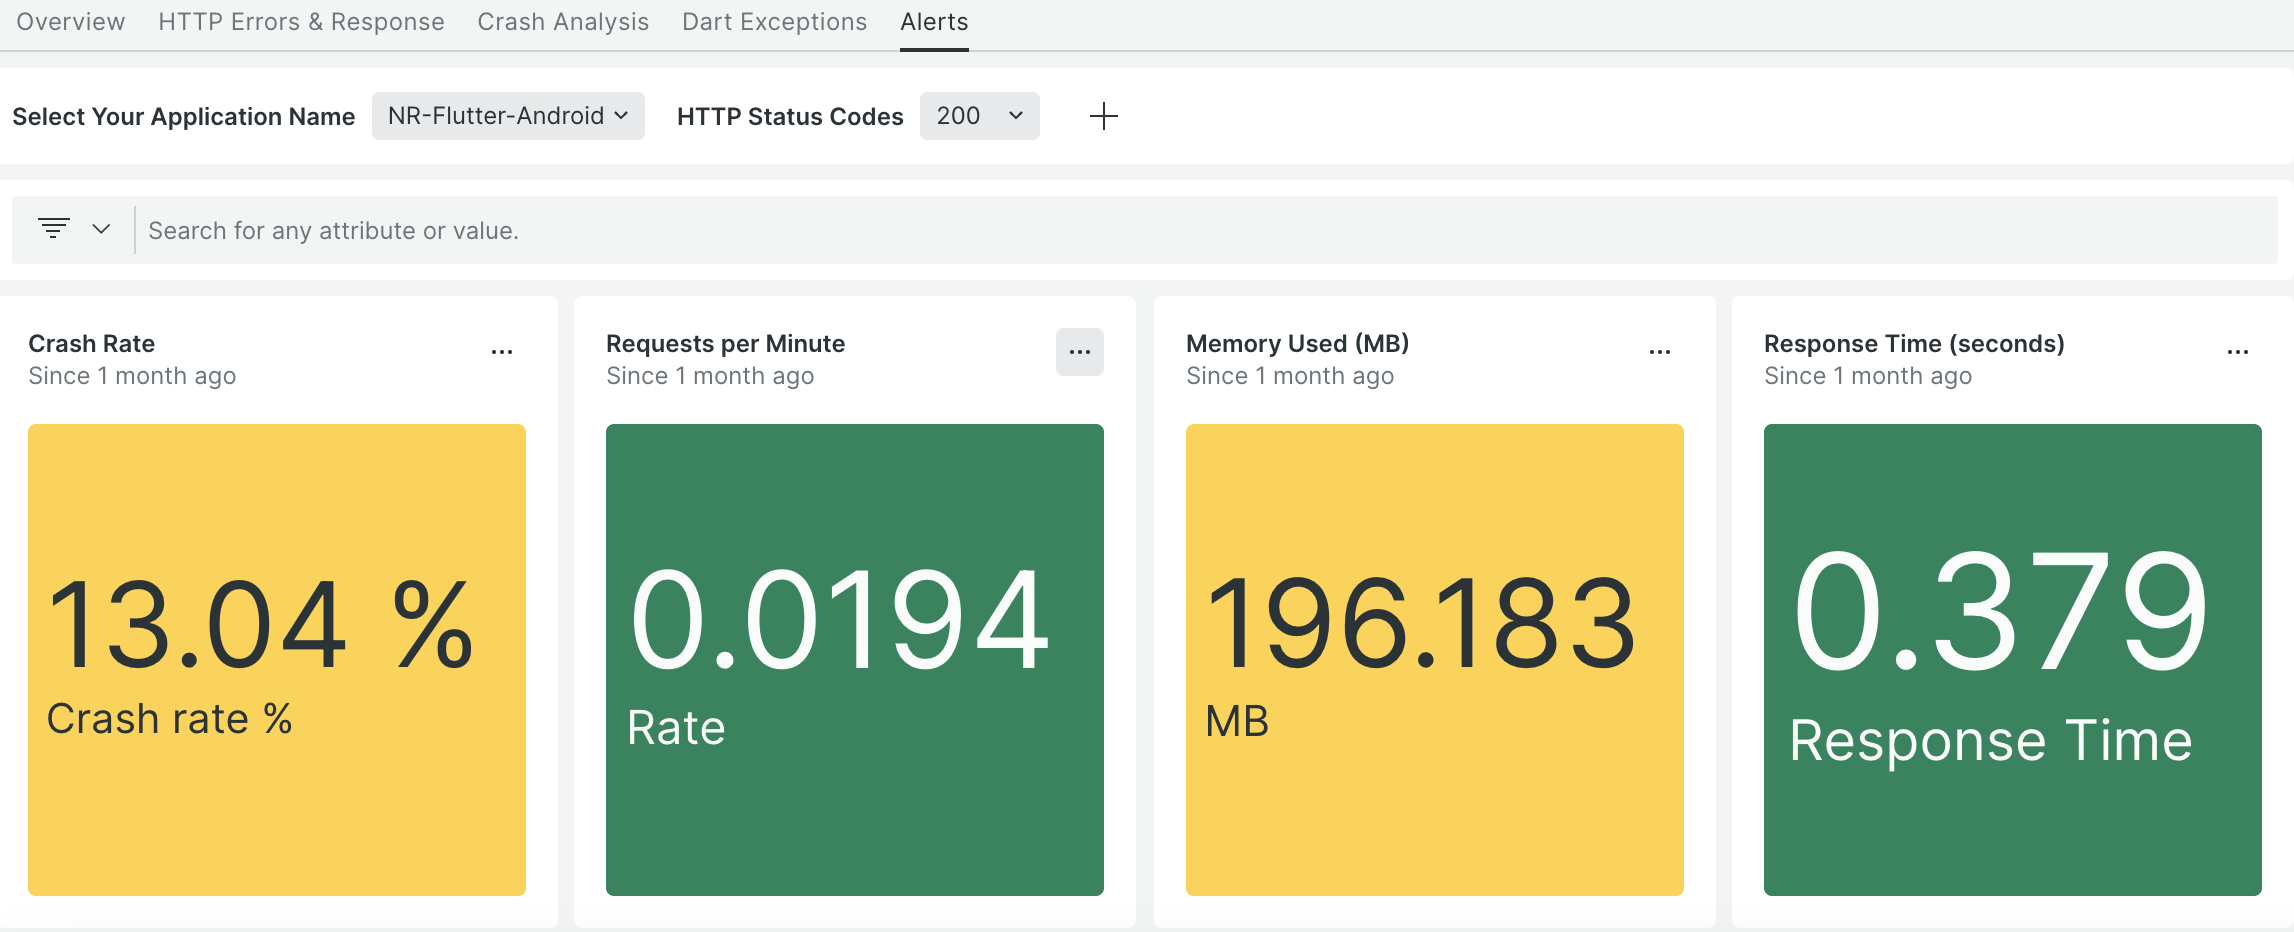 Overview HTTP Errors & Response Crash Analysis Dart Exceptions Alerts
Select Your Application Name NR-Flutter-Android HTTP Status Codes 200
Search for any attribute or value.
Crash Rate
Since 1 month ago
13.04 %
Crash rate %
Requests per Minute
Since 1 month ago
0.0194
Rate
Memory Used (MB)
Since 1 month ago
196.183
MB
Response Time (seconds)
Since 1 month ago
0.379
Response Time